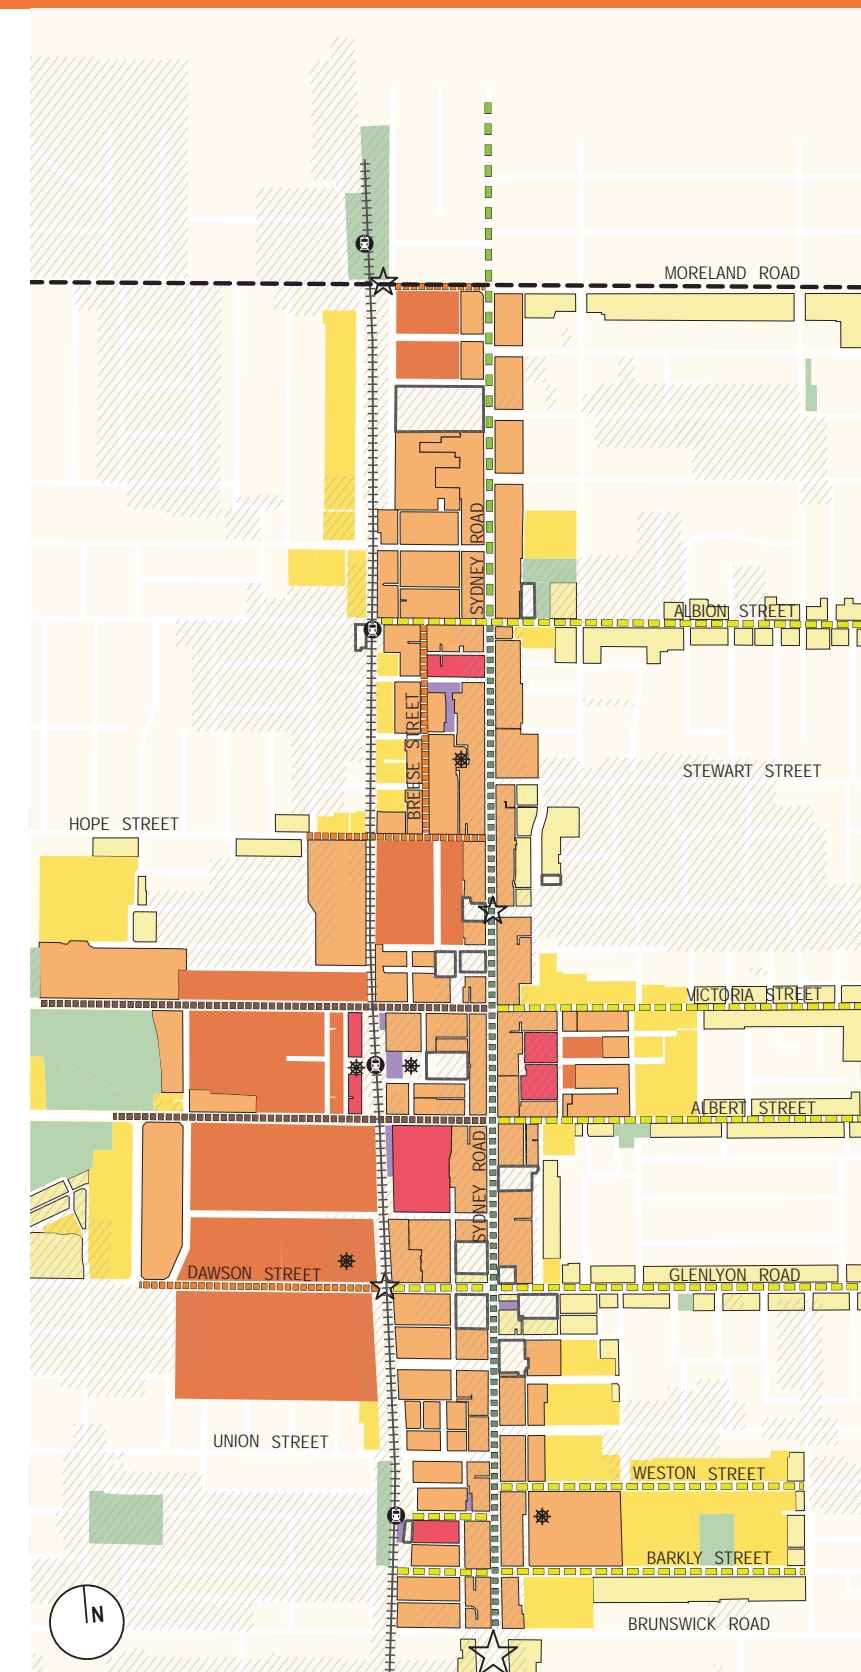 MORELAND ROAD
SYDNEY ROAD
ALBION STREET
BREESE STREET
STEWART STREET
HOPE STREET
VICTORIA STREET
ALBERT STREET
SYDNEY ROAD
DAWSON STREET
GLENLYON ROAD
UNION STREET
WESTON STREET
BARKLY STREET
N
BRUNSWICK ROAD